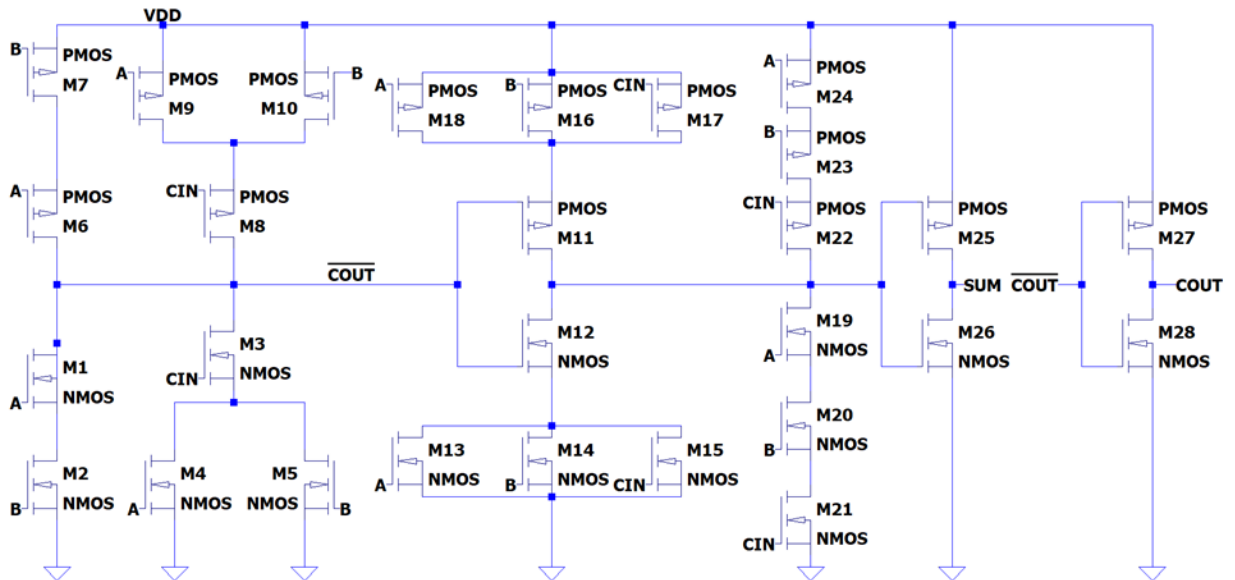 VDD
B
PMOS
M7
A
PMOS
M9
PMOS
M10
B
A
PMOS
M18
B
PMOS
M16
CIN
PMOS
M17
A
PMOS
M24
B
PMOS
M23
A
PMOS
M6
CIN
PMOS
M8
PMOS
M11
CIN
PMOS
M22
PMOS
M25
PMOS
M27
COUT
SUM
COUT
COUT
M1
NMOS
A
M3
NMOS
CIN
M12
NMOS
M19
NMOS
A
M26
NMOS
M28
NMOS
M2
NMOS
B
M4
NMOS
A
M5
NMOS
B
M13
NMOS
A
M14
NMOS
B
M15
NMOS
CIN
M20
NMOS
B
M21
NMOS
CIN